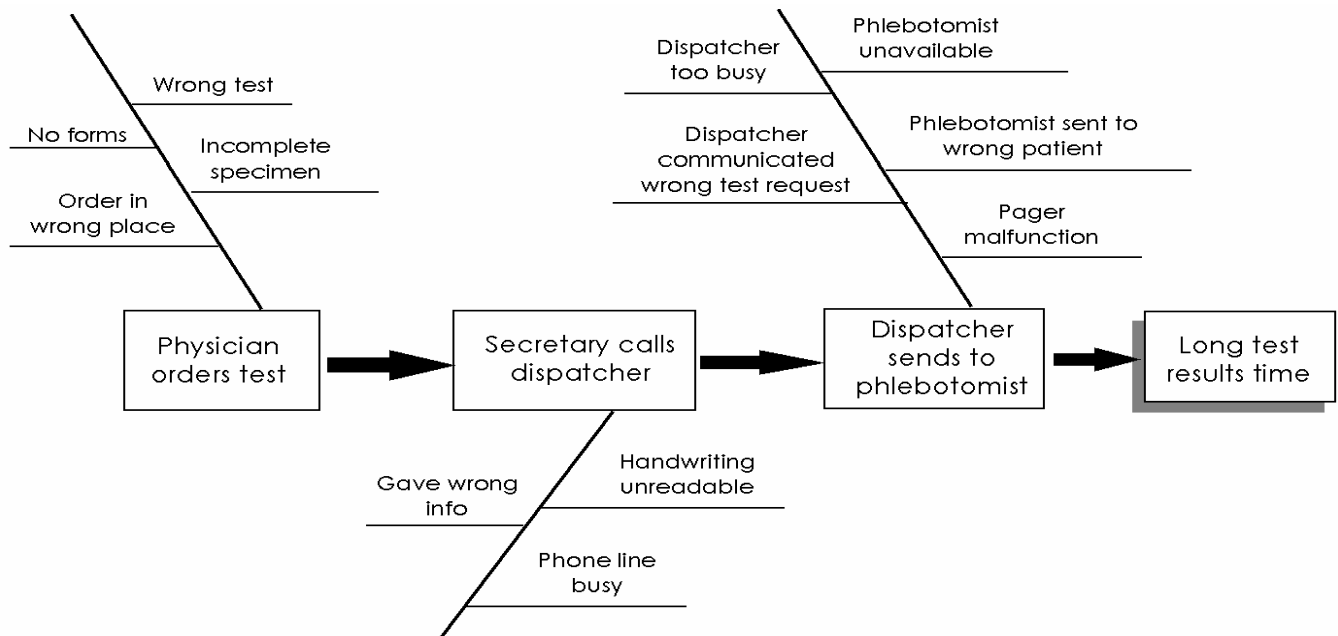 Wrong test
No forms
Incomplete
specimen
Order in
wrong place
Dispatcher
too busy
Phlebotomist
unavailable
Dispatcher
communicated
wrong test request
Phlebotomist sent to
wrong patient
Pager
malfunction
Physician
orders test
Secretary calls
dispatcher
Dispatcher
sends to
phlebotomist
Long test
results time
Gave wrong
info
Handwriting
unreadable
Phone line
busy